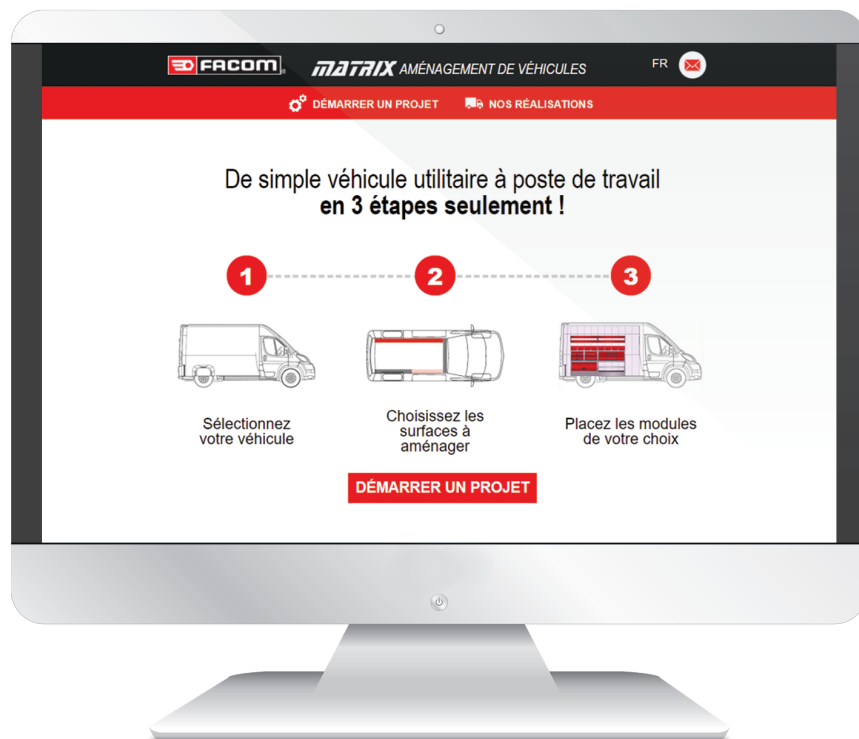 FACOM
MATRIX AMÉNAGEMENT DE VÉHICULES
FR
DÉMARRER UN PROJET
NOS RÉALISATIONS
De simple véhicule utilitaire à poste de travail
en 3 étapes seulement !
1
2
3
Sélectionnez
votre véhicule
Choisissez les
surfaces à
aménager
Placez les modules
de votre choix
DÉMARRER UN PROJET